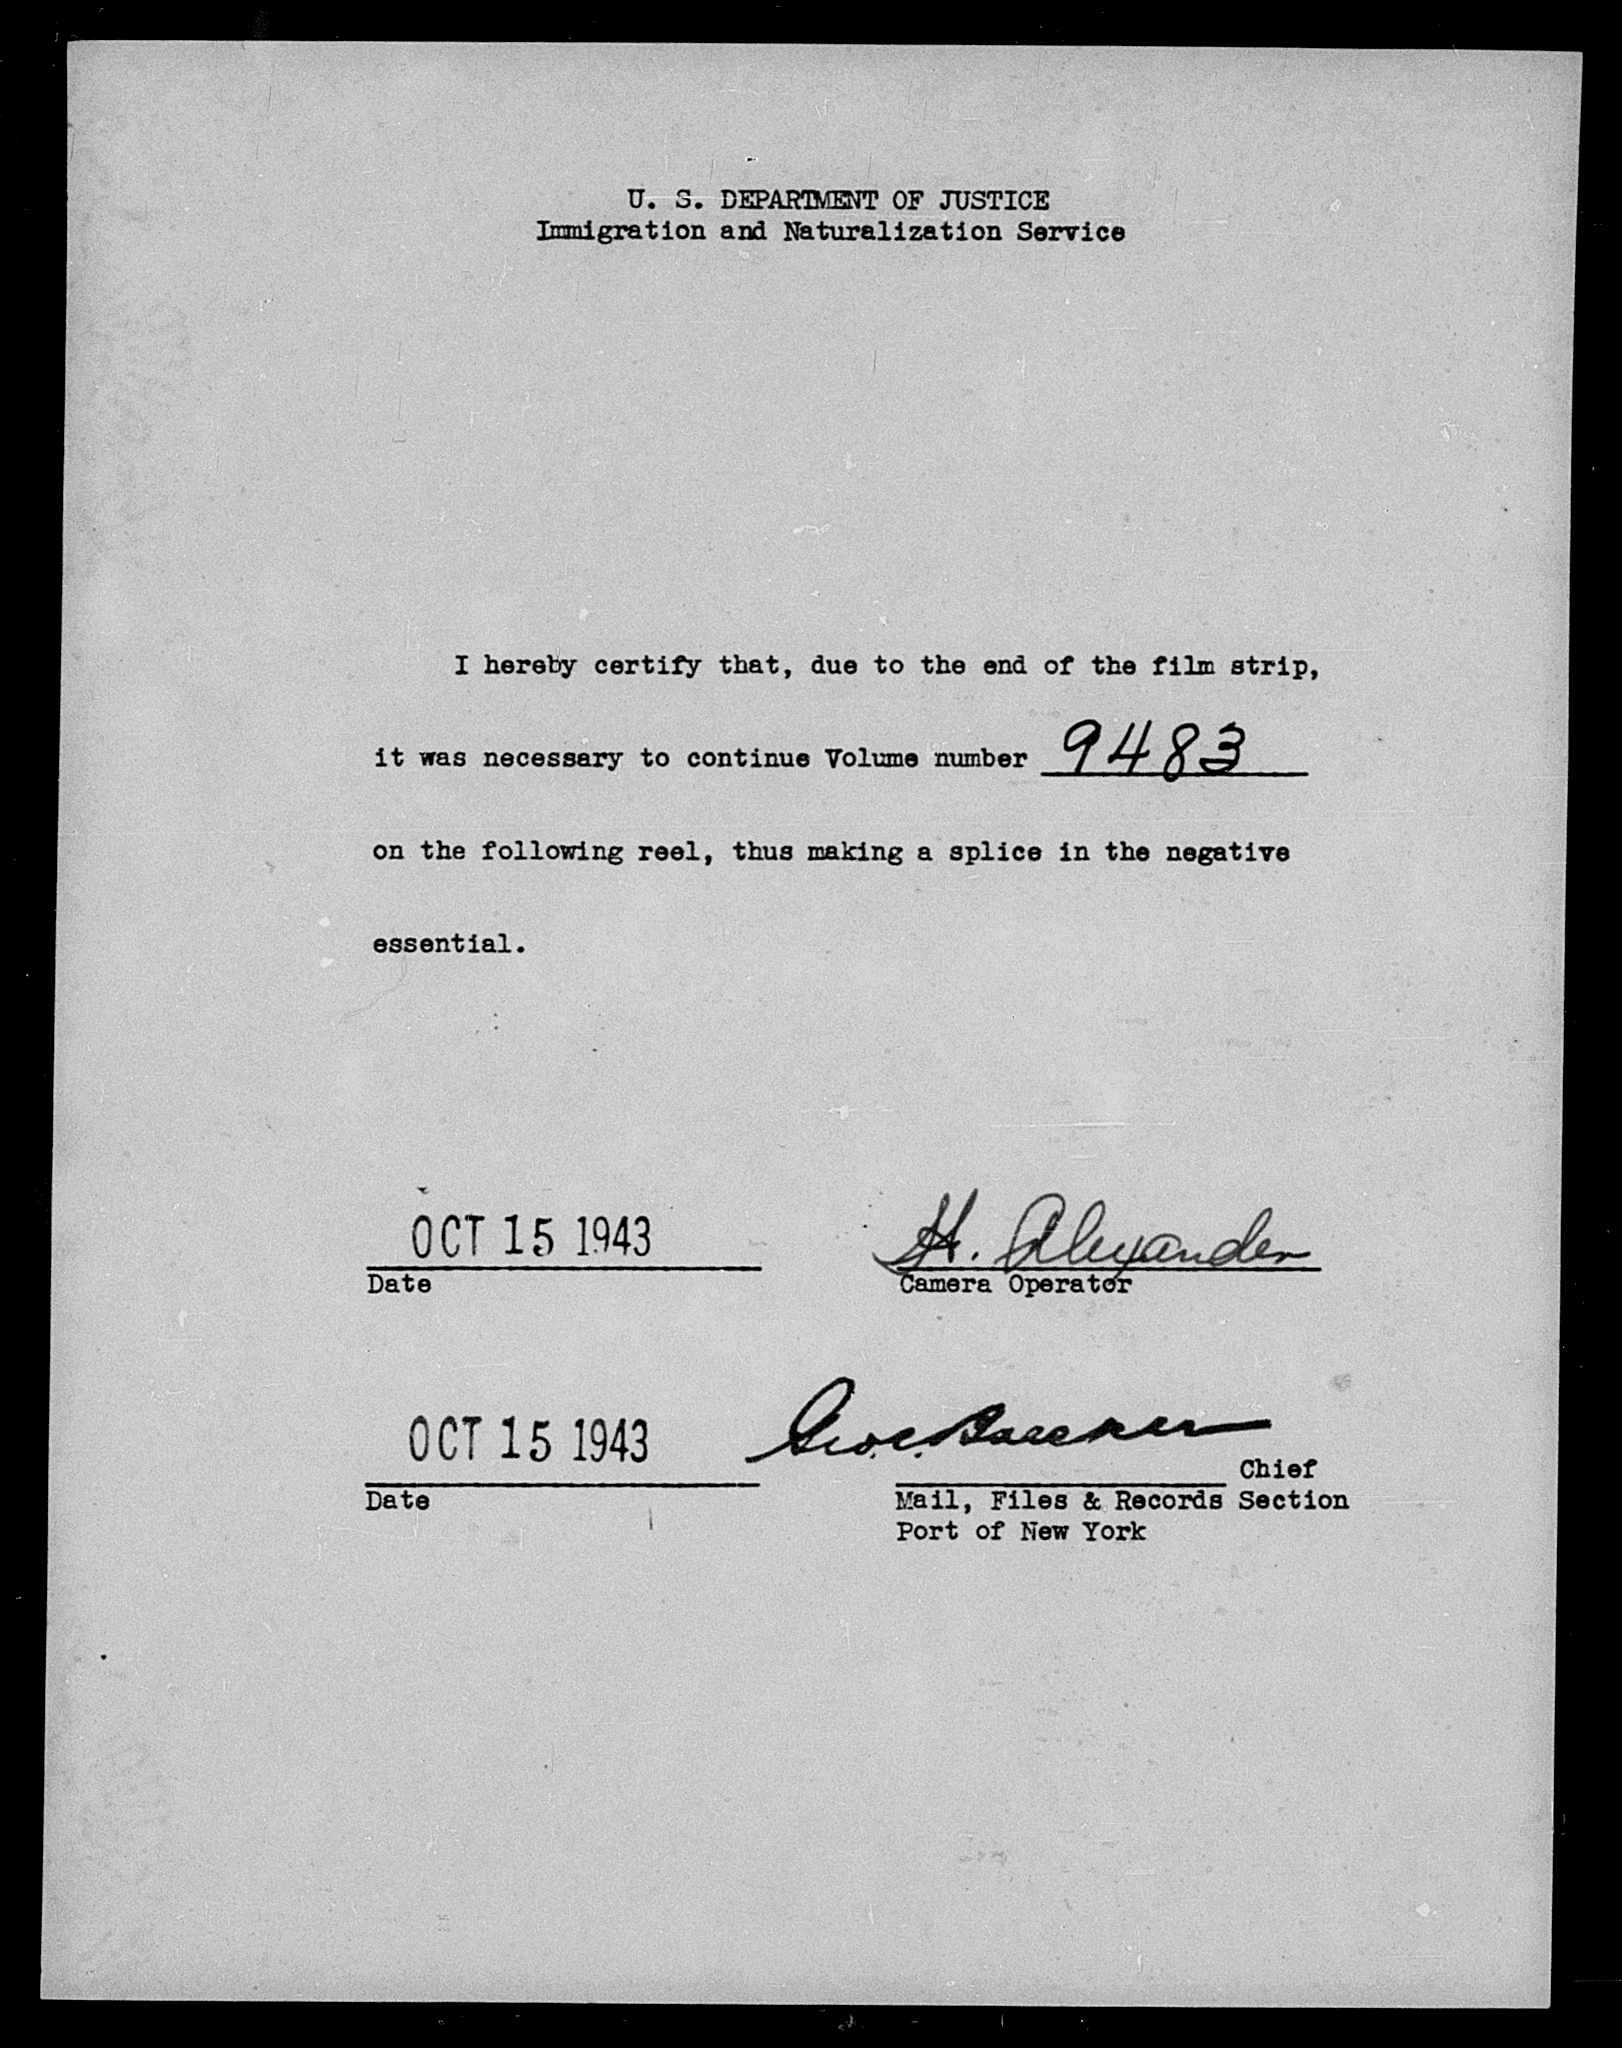 U. S. DEPARTMENT OF JUSTICE
Immigration and Naturalization Service
I hereby certify that, due to the end of the film strip,
it was necessary to continue Volume number 9483
on the following reel, thus making a splice in the negative
essential.
OCT 15 1943 H. Alexander
Date Camera Operator
OCT 15 1943 Geo.
Chief
Date Mail, Files & Records Section
Port of New York